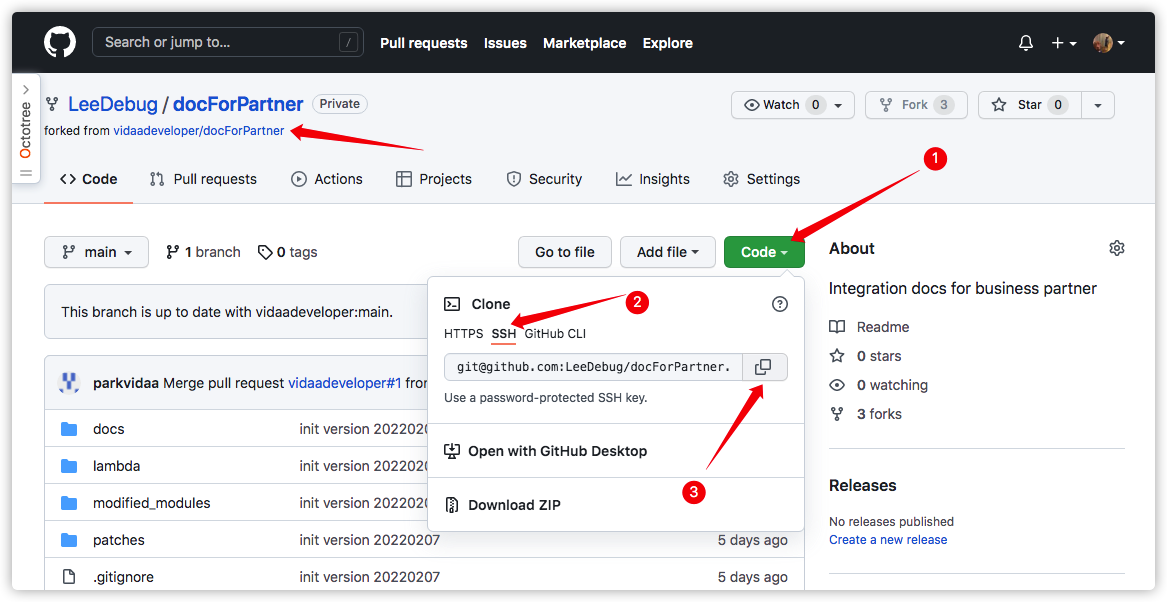 Search or jump to... / Pull requests Issues Marketplace Explore
Octotree
LeeDebug / docForPartner Private
Watch 0 Fork 3 Star 0
forked from vidaadeveloper/docForPartner
1
Code Pull requests Actions Projects Security Insights Settings
main 1 branch 0 tags Go to file Add file Code
About
Integration docs for business partner
Readme
0 stars
0 watching
3 forks
Releases
No releases published
Create a new release
Clone
2
HTTPS SSH GitHub CLI
git@github.com:LeeDebug/docForPartner.
Use a password-protected SSH key.
Open with GitHub Desktop
3
Download ZIP
This branch is up to date with vidaadeveloper:main.
parkvidaa Merge pull request vidaadeveloper#1 from
docs init version 2022020
lambda init version 2022020
modified_modules init version 2022020
patches init version 20220207 5 days ago
.gitignore init version 20220207 5 days ago